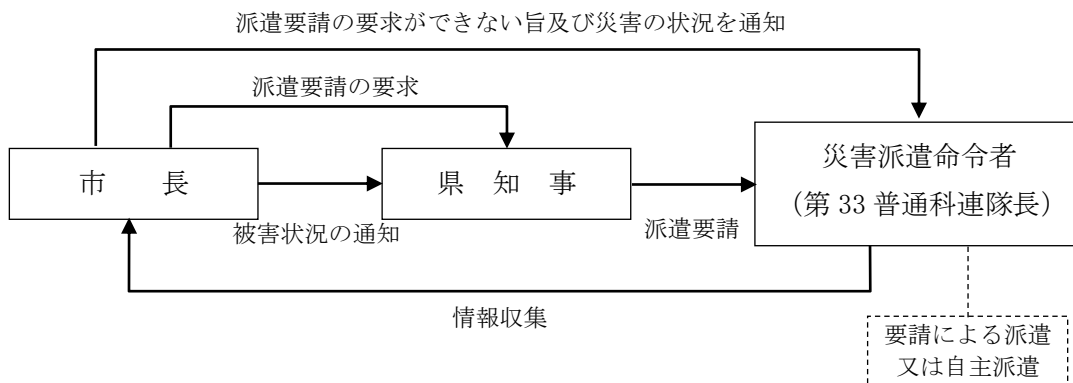 派遣要請の要求ができない旨及び災害の状況を通知
派遣要請の要求
市　長
県　知　事
災害派遣命令者
（第 33 普通科連隊長）
被害状況の通知
派遣要請
情報収集
要請による派遣
又は自主派遣